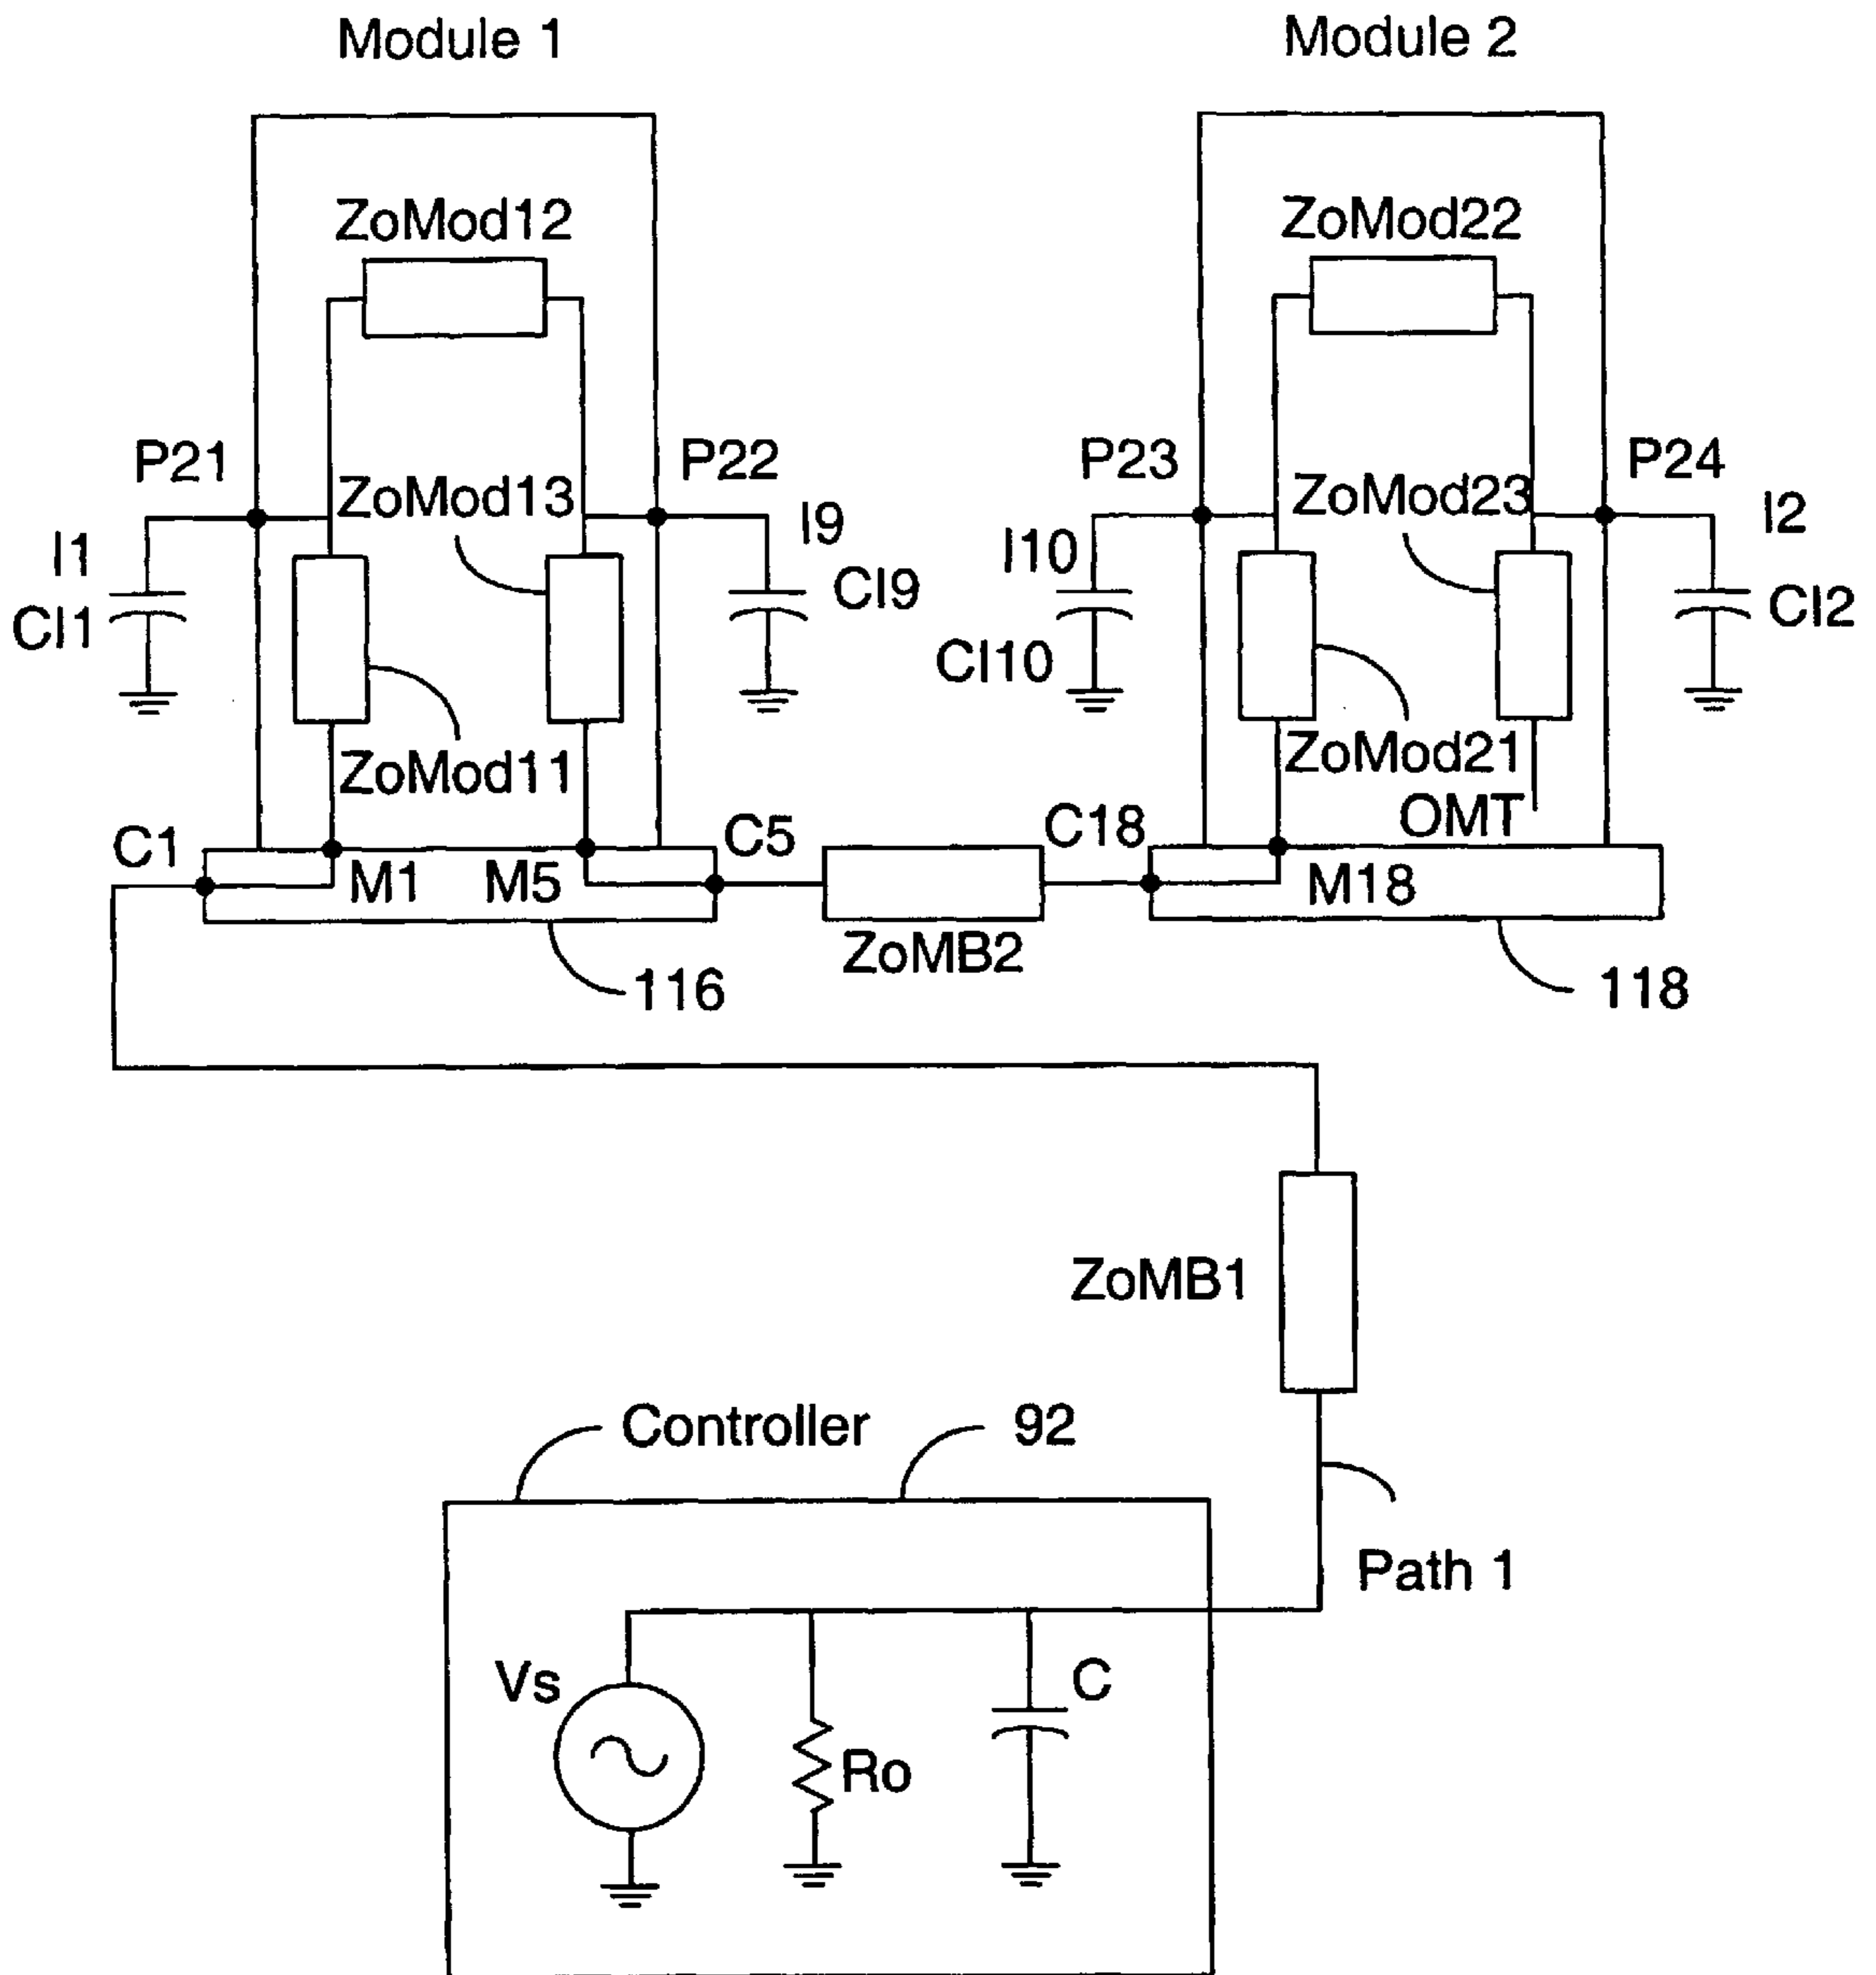 Module 1
Module 2
ZoMod12
ZoMod22
P21
ZoMod13
P22
P23
ZoMod23
P24
I1
CI1
I9
CI9
I10
CI10
I2
CI2
ZoMod11
ZoMod21
OMT
C1
M1
M5
C5
C18
M18
ZoMB2
116
118
ZoMB1
Controller
92
Path 1
Vs
Ro
C